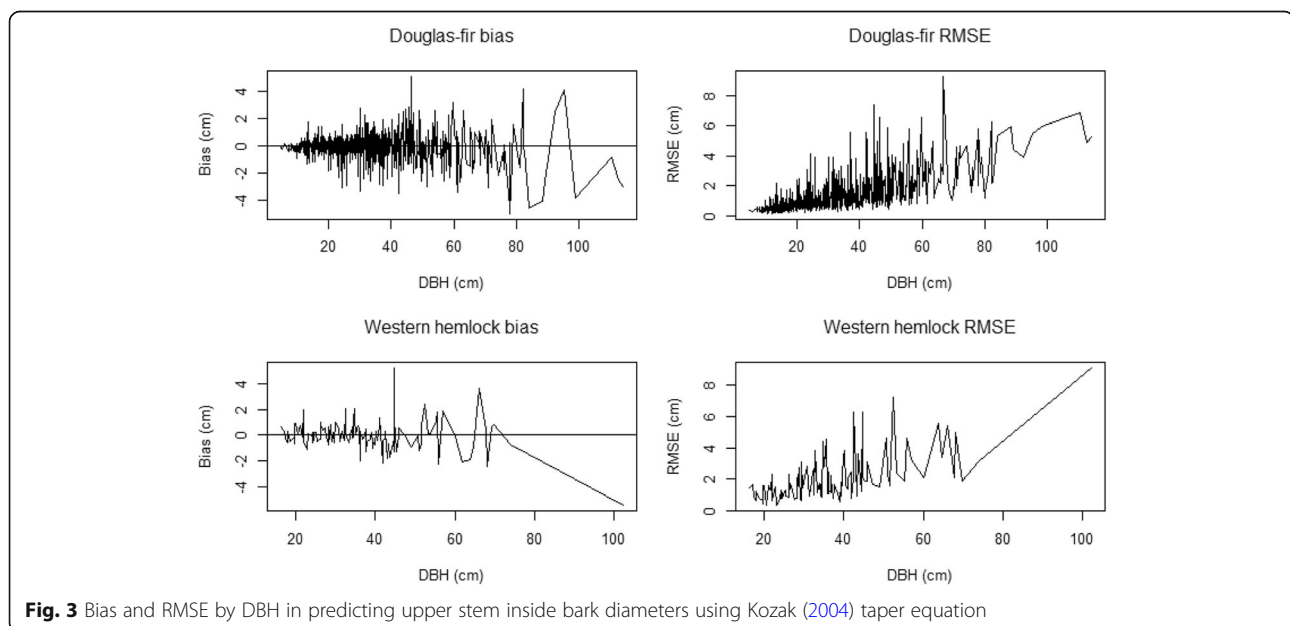 Douglas-fir bias
Bias (cm)
4
2
0
-2
-4
20 40 60 80 100
DBH (cm)
Douglas-fir RMSE
RMSE (cm)
8
6
4
2
0
20 40 60 80 100
DBH (cm)
Western hemlock bias
Bias (cm)
4
2
0
-2
-4
20 40 60 80 100
DBH (cm)
Western hemlock RMSE
RMSE (cm)
8
6
4
2
0
20 40 60 80 100
DBH (cm)
Fig. 3 Bias and RMSE by DBH in predicting upper stem inside bark diameters using Kozak (2004) taper equation